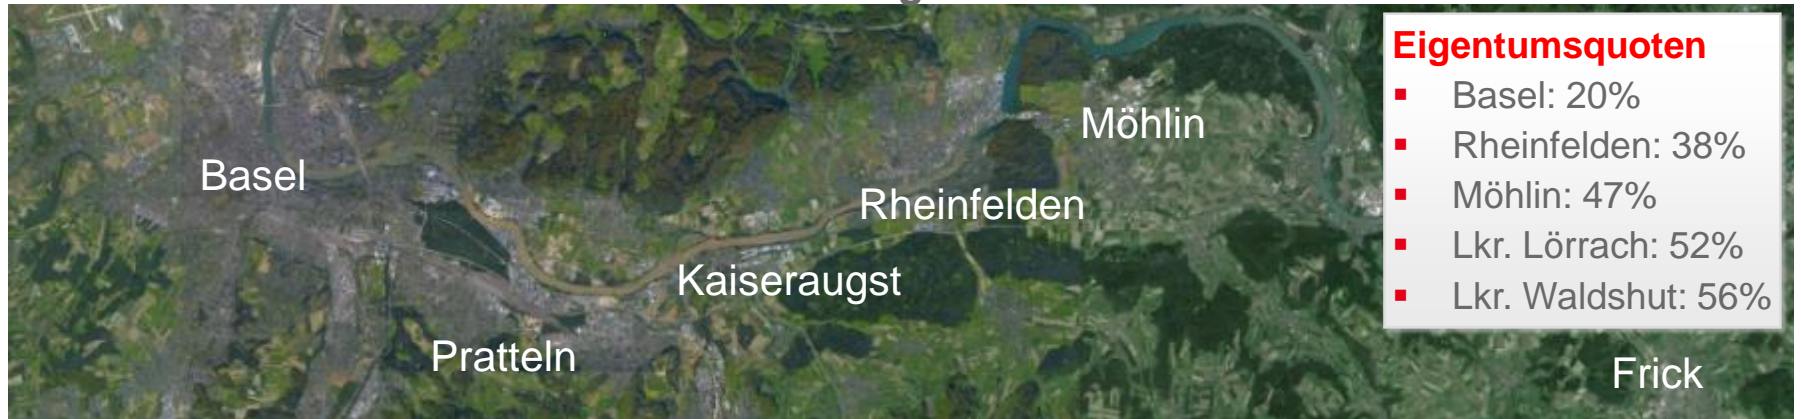 Eigentumsquoten
▪ Basel: 20%
▪ Rheinfelden: 38%
▪ Möhlin: 47%
▪ Lkr. Lörrach: 52%
▪ Lkr. Waldshut: 56%
Möhlin
Basel
Rheinfelden
Kaiseraugst
Pratteln
Frick